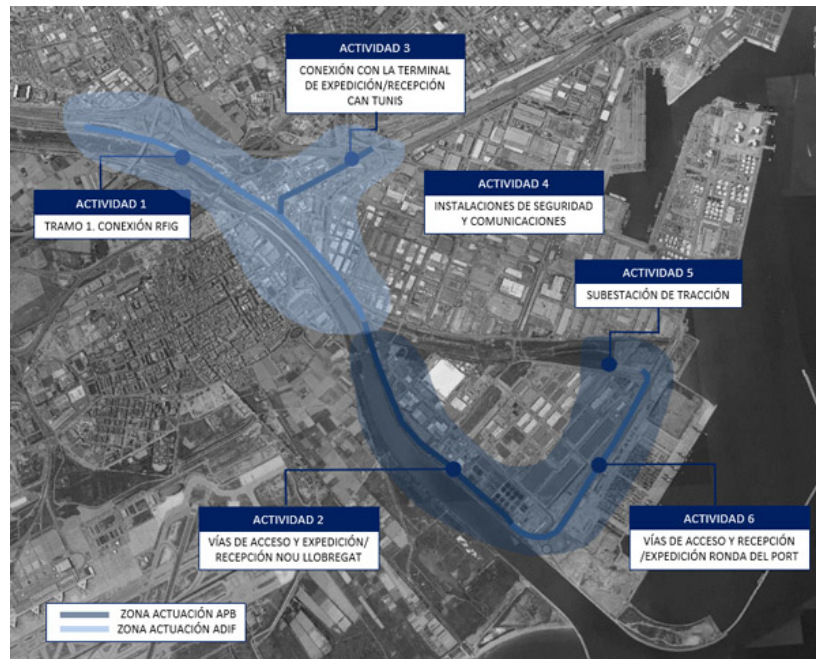 ACTIVIDAD 3
CONEXIÓN CON LA TERMINAL
DE EXPEDICIÓN/RECEPCIÓN
CAN TUNIS
ACTIVIDAD 1
TRAMO 1. CONEXIÓN RFIG
ACTIVIDAD 4
INSTALACIONES DE SEGURIDAD
Y COMUNICACIONES
ACTIVIDAD 5
SUBESTACIÓN DE TRACCIÓN
ACTIVIDAD 2
VÍAS DE ACCESO Y EXPEDICIÓN/
RECEPCIÓN NOU LLOBREGAT
ACTIVIDAD 6
VÍAS DE ACCESO Y RECEPCIÓN
/EXPEDICIÓN RONDA DEL PORT
ZONA ACTUACIÓN APB
ZONA ACTUACIÓN ADIF